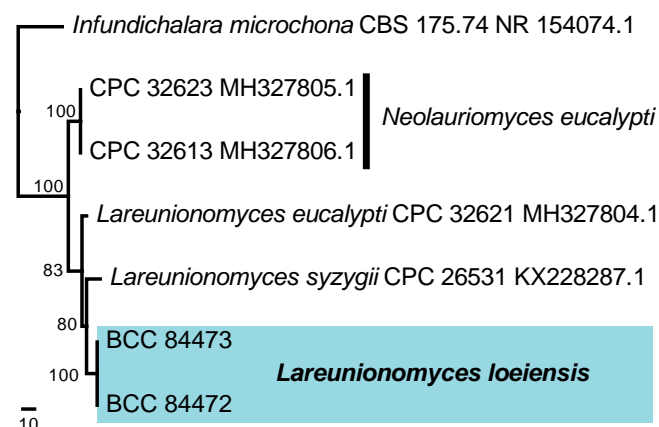 Infundichalara microchona CBS 175.74 NR 154074.1
CPC 32623 MH327805.1
100
Neolauriomyces eucalypti
CPC 32613 MH327806.1
100
Lareunionomyces eucalypti CPC 32621 MH327804.1
83
Lareunionomyces syzygii CPC 26531 KX228287.1
80
BCC 84473
100
Lareunionomyces loeiensis
BCC 84472
10